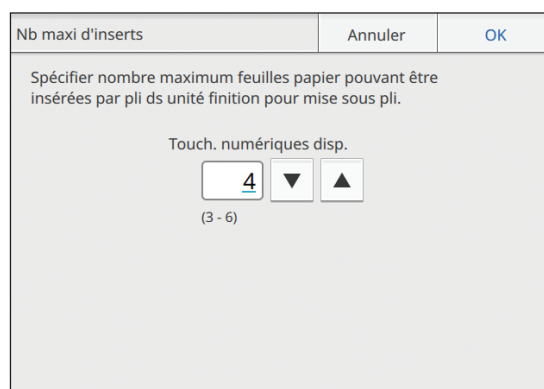 Nb maxi d'inserts
Annuler
OK
Spécifier nombre maximum feuilles papier pouvant être
insérées par pli ds unité finition pour mise sous pli.
Touch. numériques disp.
4
(3 - 6)